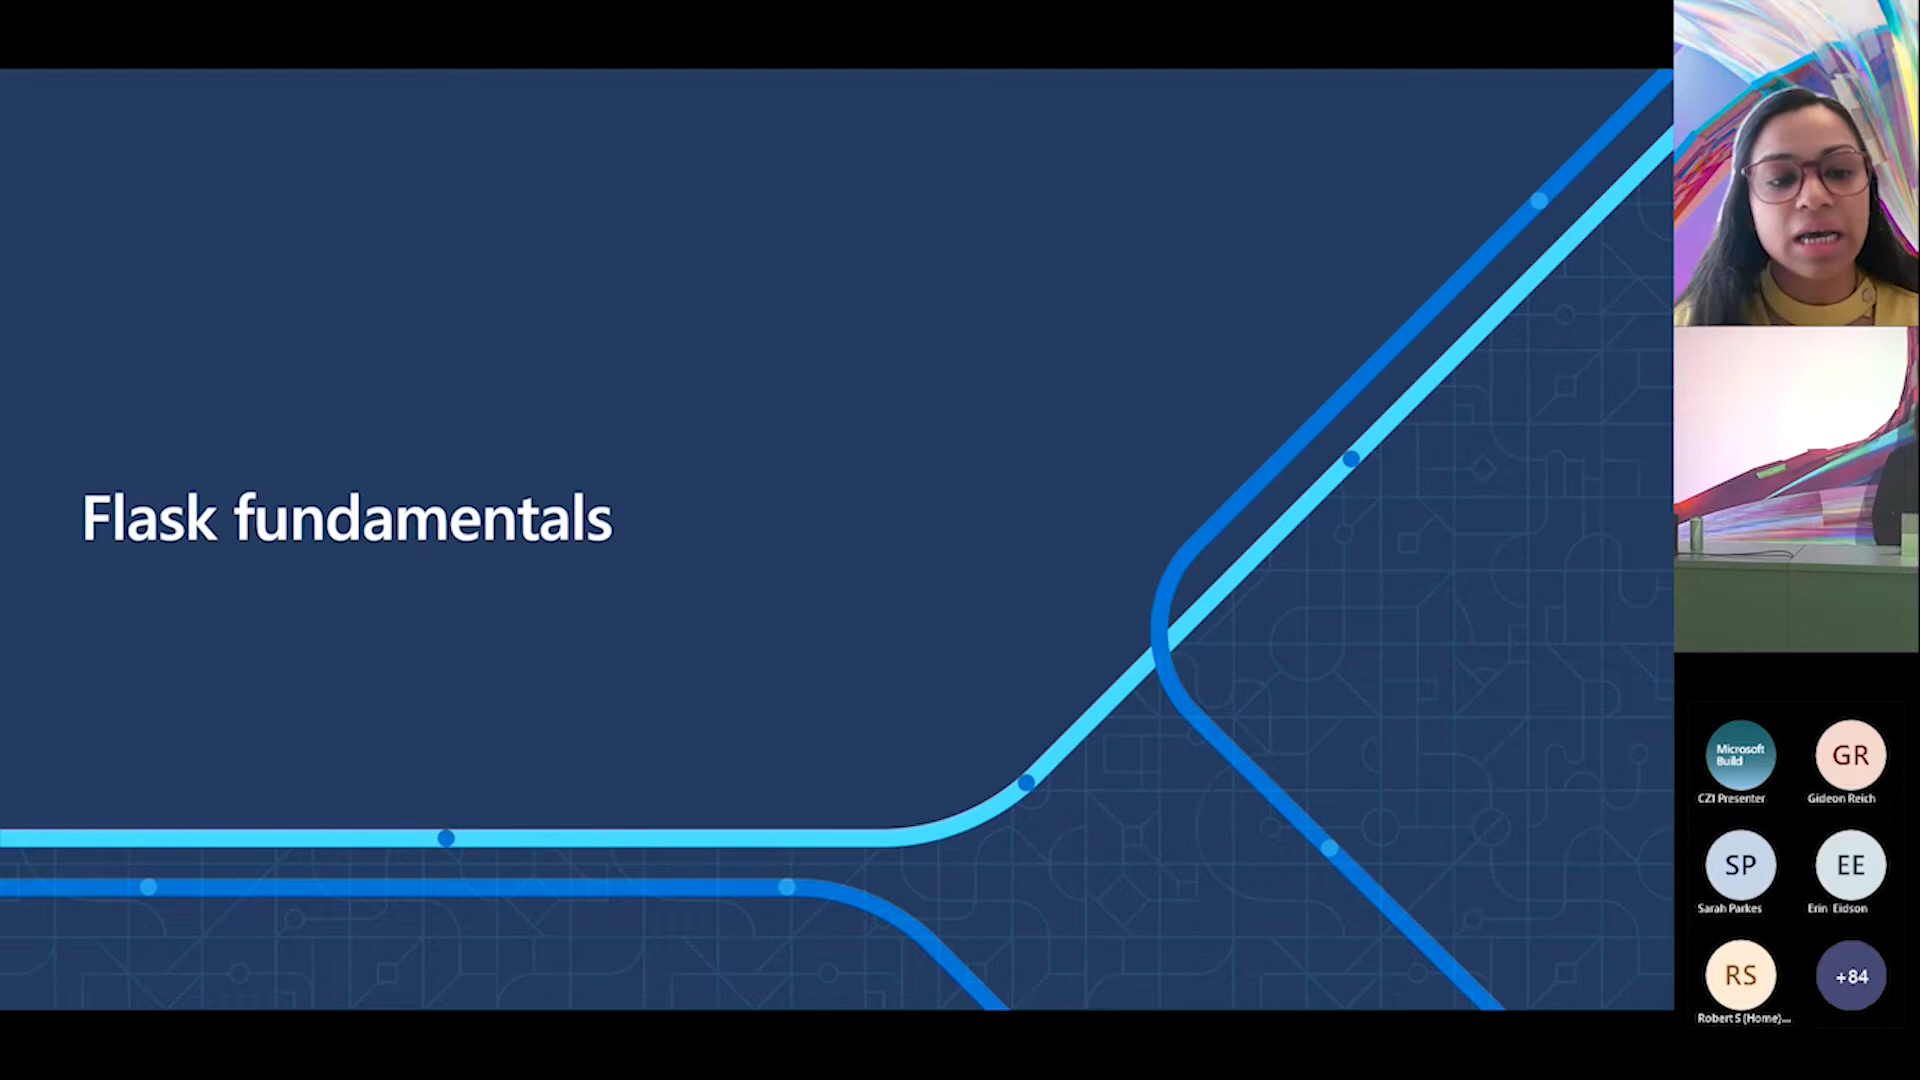 Flask fundamentals
Microsoft
Build
CZI Presenter
GR
Gideon Reich
SP
Sarah Parkes
EE
Erin Eidson
RS
Robert S (Home)...
+84